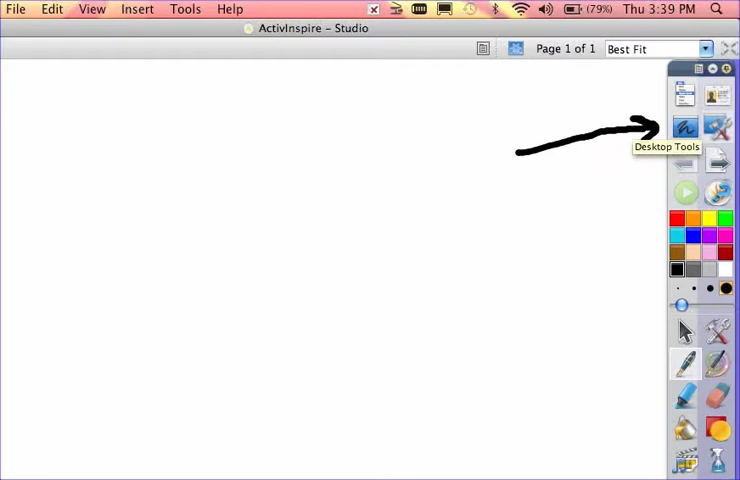 File Edit View Insert Tools Help (79%) Thu 3:39 PM
ActivInspire – Studio
Page 1 of 1 Best Fit
Desktop Tools